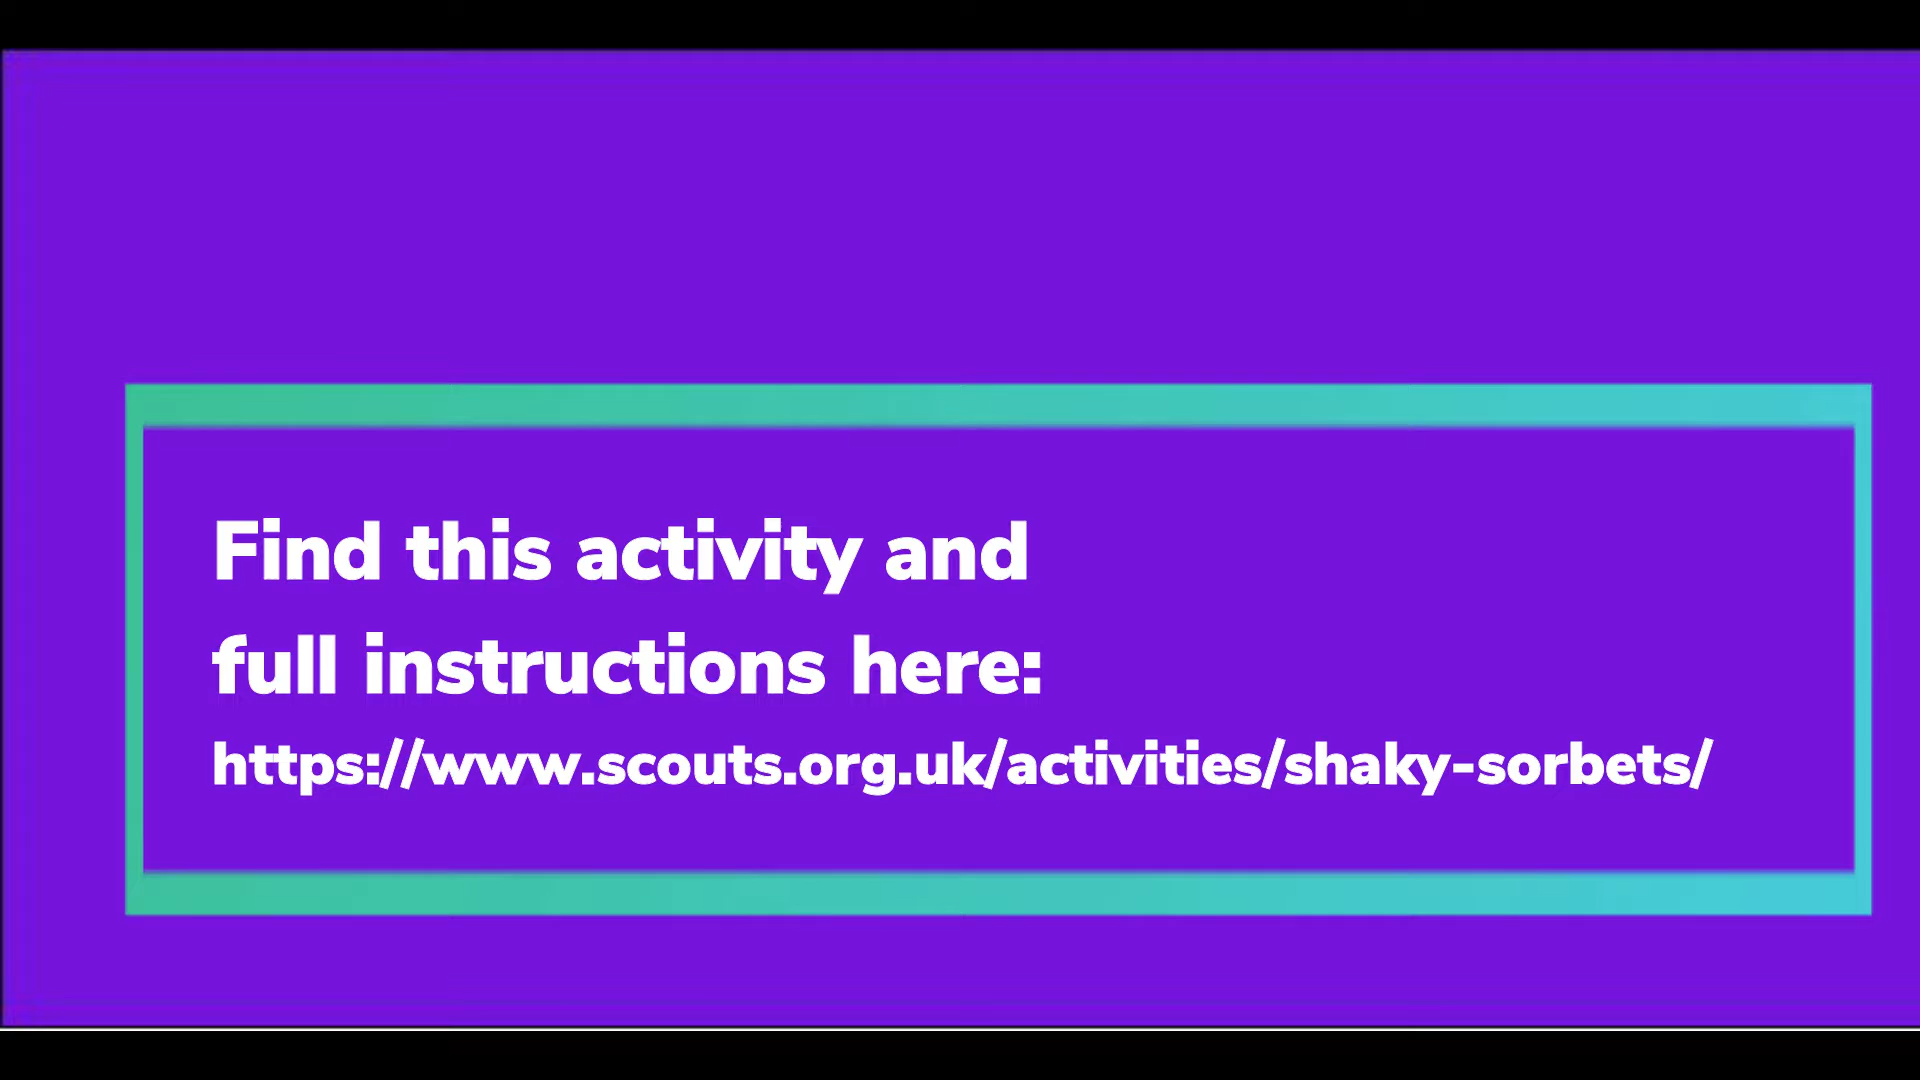 Find this activity and
full instructions here:
https://www.scouts.org.uk/activities/shaky-sorbets/